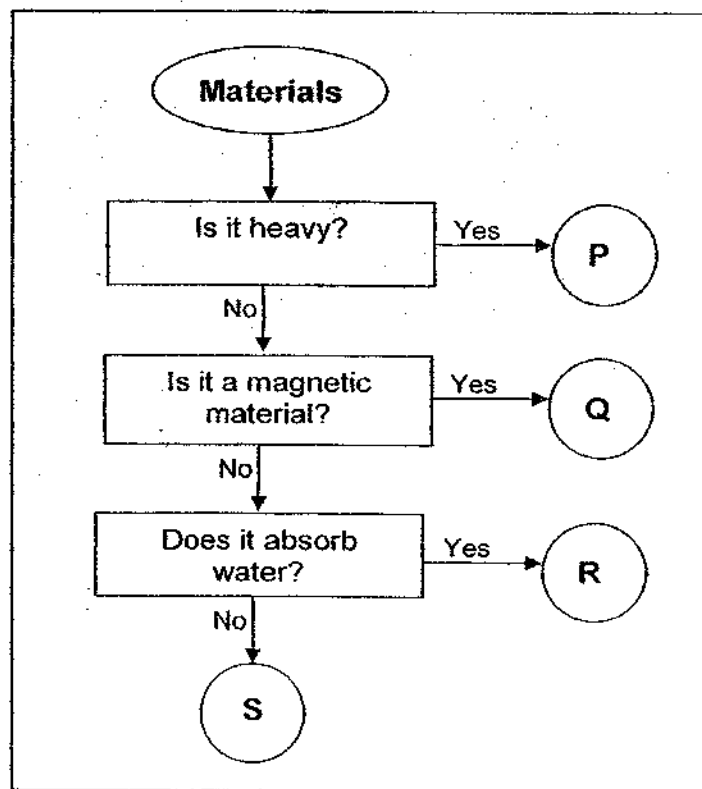 Materials
Is it heavy?
Yes
P
No
Is it a magnetic
material?
Yes
Q
No
Does it absorb
water?
Yes
R
No
S